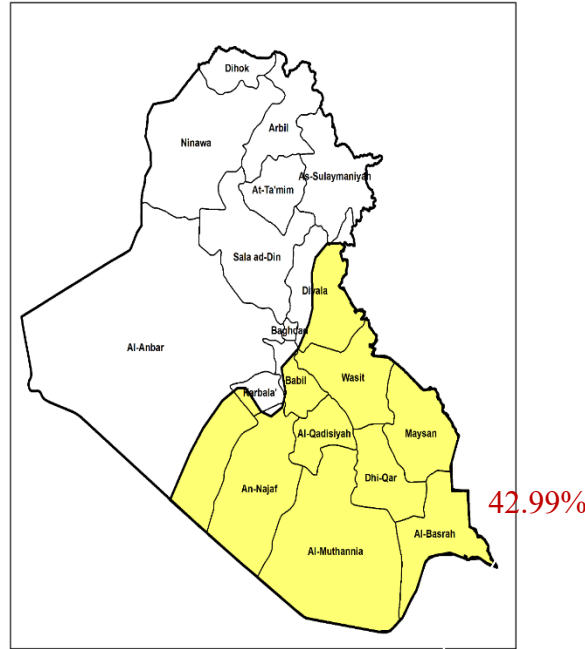 Dihok
Ninawa
Arbil
As-Sulaymaniyah
At-Ta'mim
Sala ad-Din
Diyala
Baghdad
Al-Anbar
Karbala'
Babil
Wasit
Al-Qadisiyah
Maysan
An-Najaf
Dhi-Qar
42.99%
Al-Basrah
Al-Muthannia